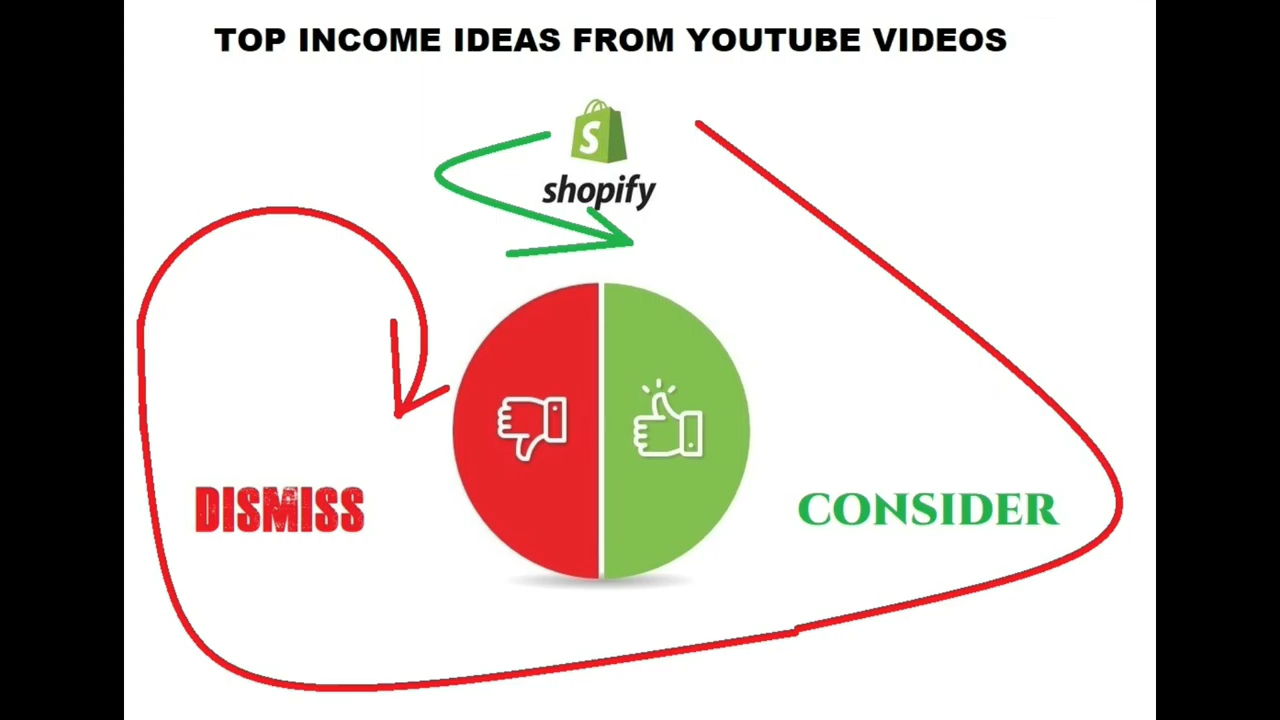 TOP INCOME IDEAS FROM YOUTUBE VIDEOS
S
shopify
DISMISS
CONSIDER